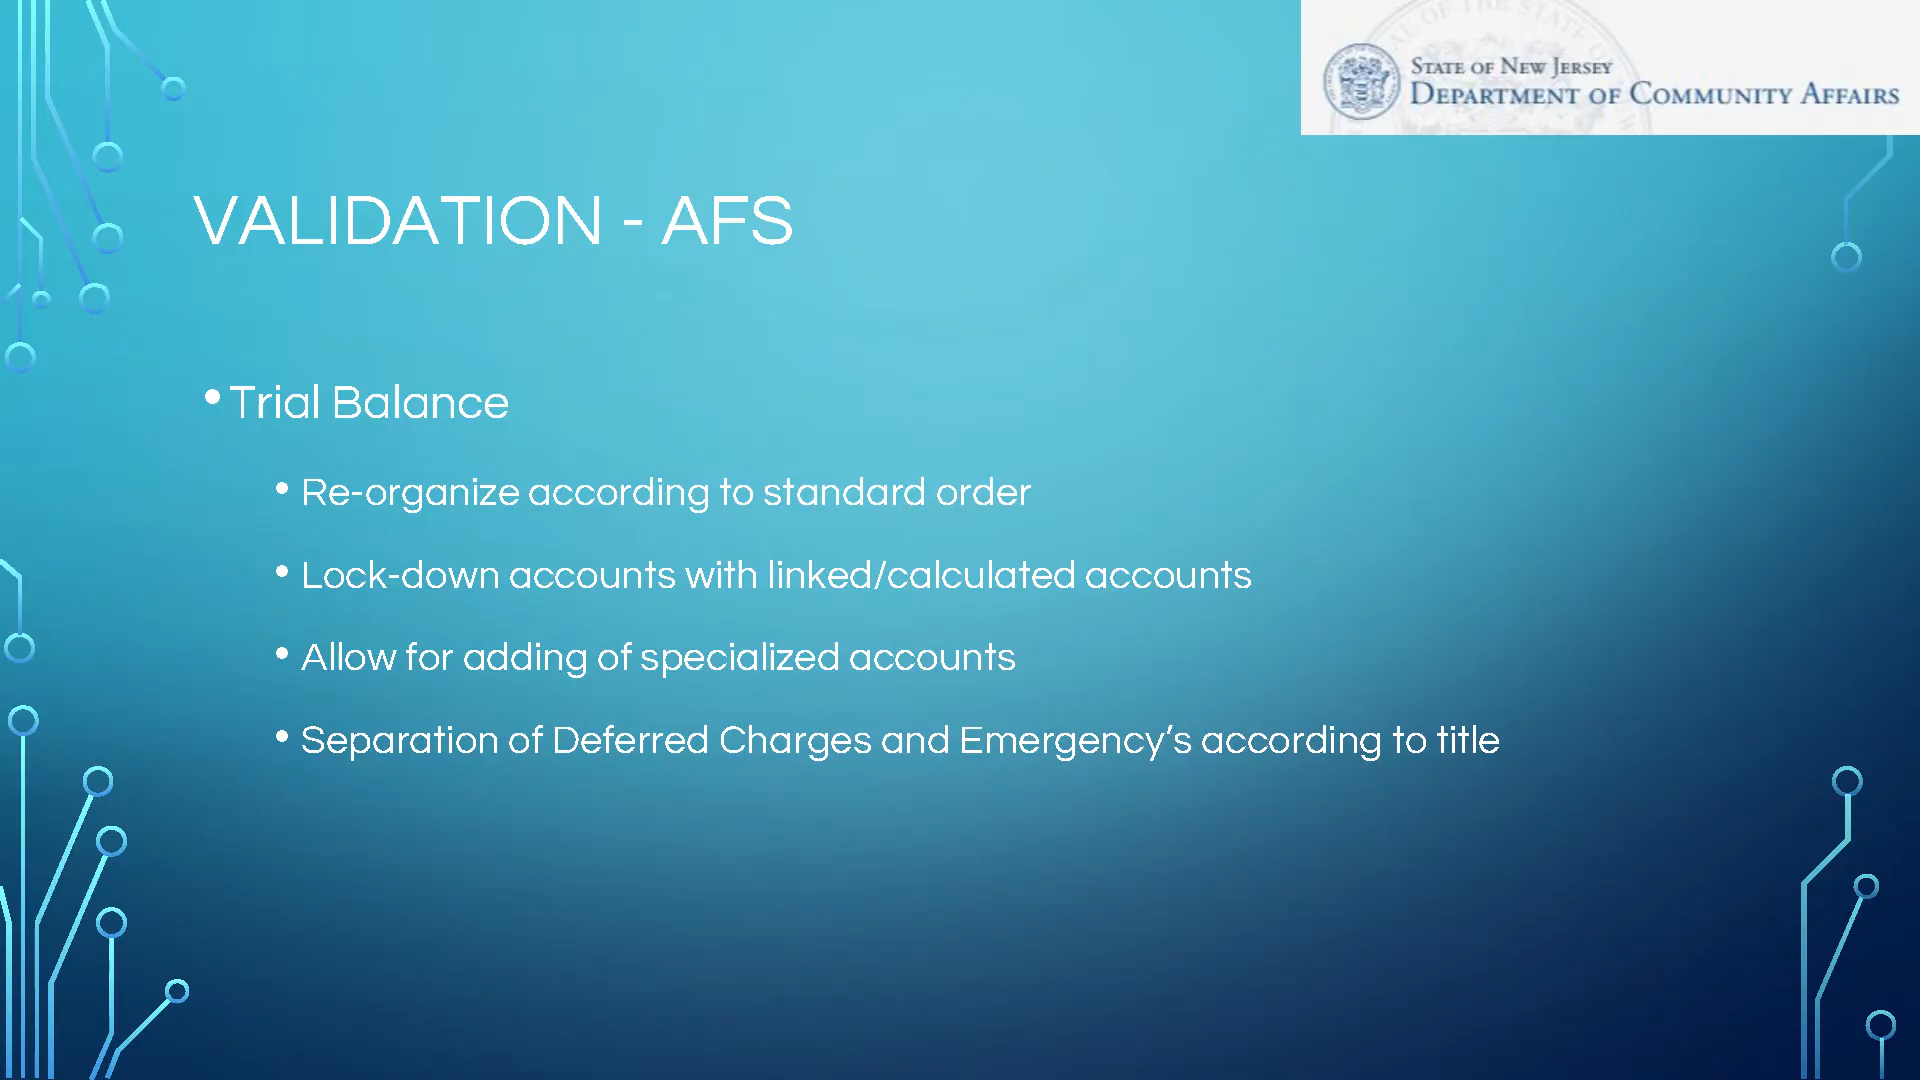 STATE OF NEW JERSEY
DEPARTMENT OF COMMUNITY AFFAIRS
VALIDATION - AFS
• Trial Balance
• Re-organize according to standard order
• Lock-down accounts with linked/calculated accounts
• Allow for adding of specialized accounts
• Separation of Deferred Charges and Emergency’s according to title